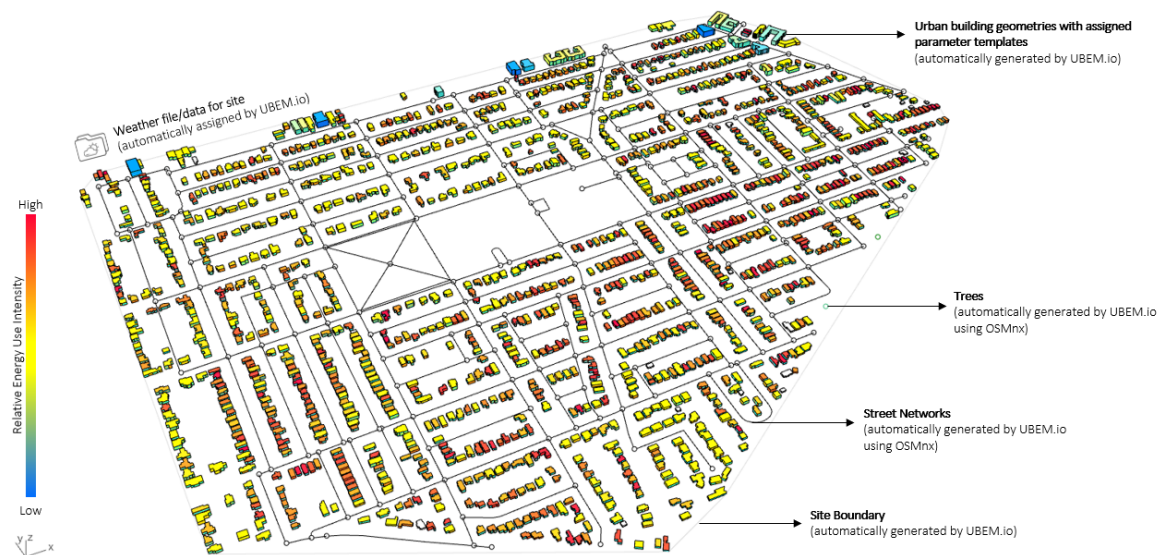 Urban building geometries with assigned
parameter templates
(automatically generated by UBEM.io)
Weather file/data for site
(automatically assigned by UBEM.io)
High
Relative Energy Use Intensity
Low
Trees
(automatically generated by UBEM.io
using OSMnx)
Street Networks
(automatically generated by UBEM.io
using OSMnx)
Site Boundary
(automatically generated by UBEM.io)
y z
x